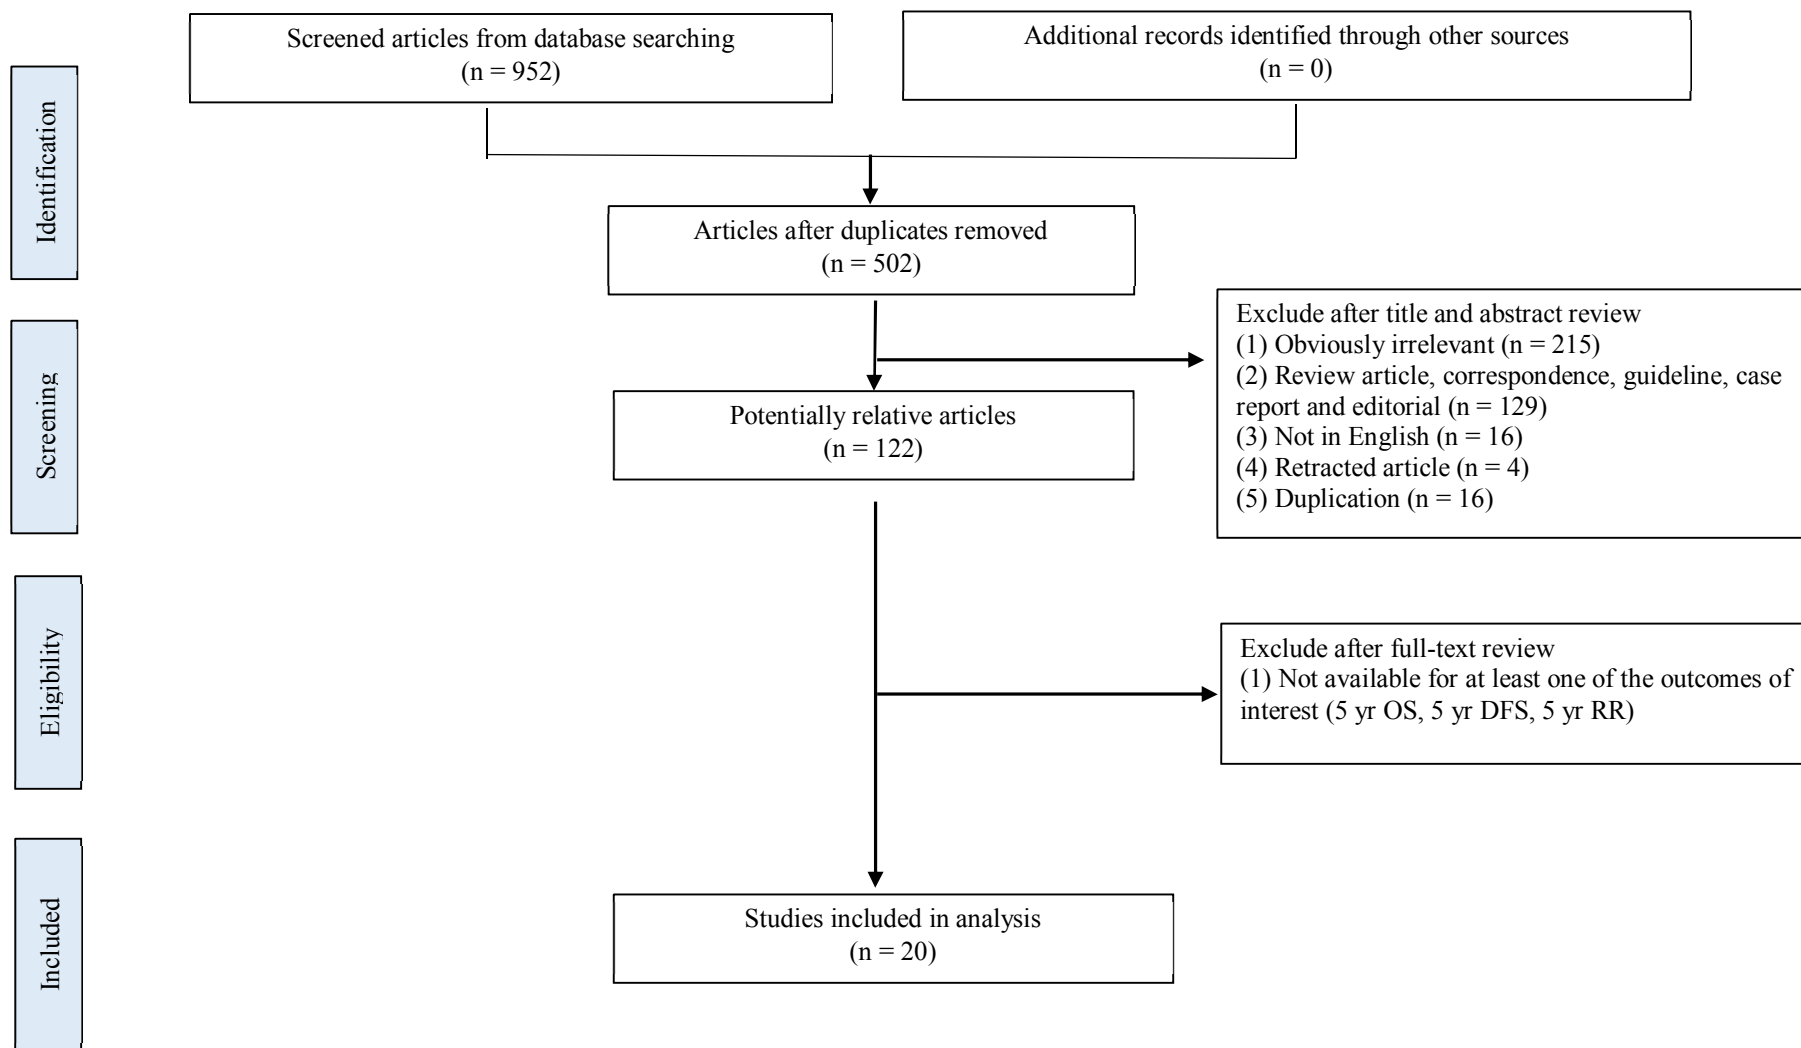 Screened articles from database searching
(n = 952)
Additional records identified through other sources
(n = 0)
Identification
Articles after duplicates removed
(n = 502)
Screening
Exclude after title and abstract review
(1) Obviously irrelevant (n = 215)
(2) Review article, correspondence, guideline, case
report and editorial (n = 129)
(3) Not in English (n = 16)
(4) Retracted article (n = 4)
(5) Duplication (n = 16)
Potentially relative articles
(n = 122)
Eligibility
Exclude after full-text review
(1) Not available for at least one of the outcomes of
interest (5 yr OS, 5 yr DFS, 5 yr RR)
Included
Studies included in analysis
(n = 20)